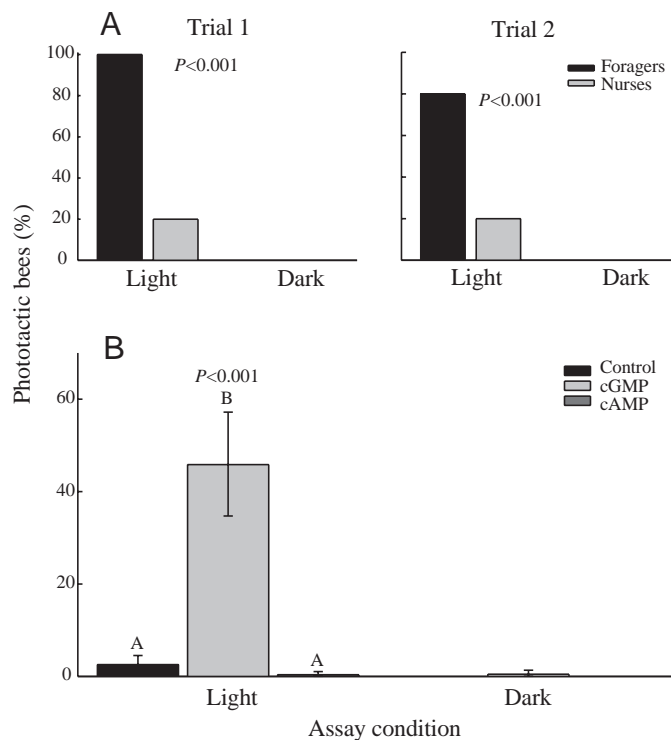 A
Trial 1
Trial 2
100
80
60
40
20
0
P<0.001
P<0.001
Foragers
Nurses
Light
Dark
Light
Dark
Phototactic bees (%)
B
60
40
20
0
P<0.001
B
A
A
Control
cGMP
cAMP
Light
Dark
Assay condition